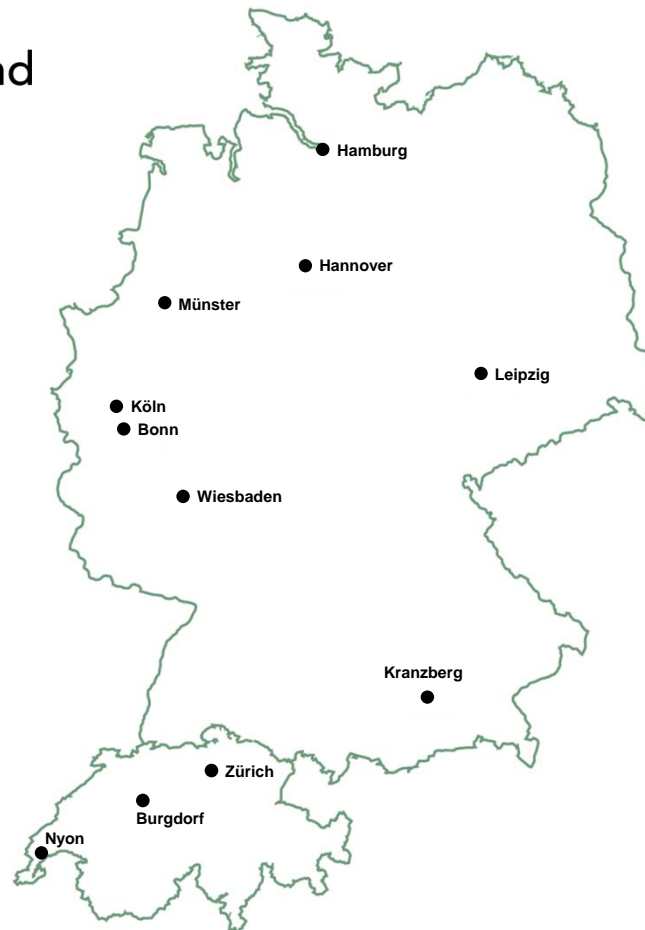 nd
Hamburg
Hannover
Münster
Leipzig
Köln
Bonn
Wiesbaden
Kranzberg
Zürich
Burgdorf
Nyon